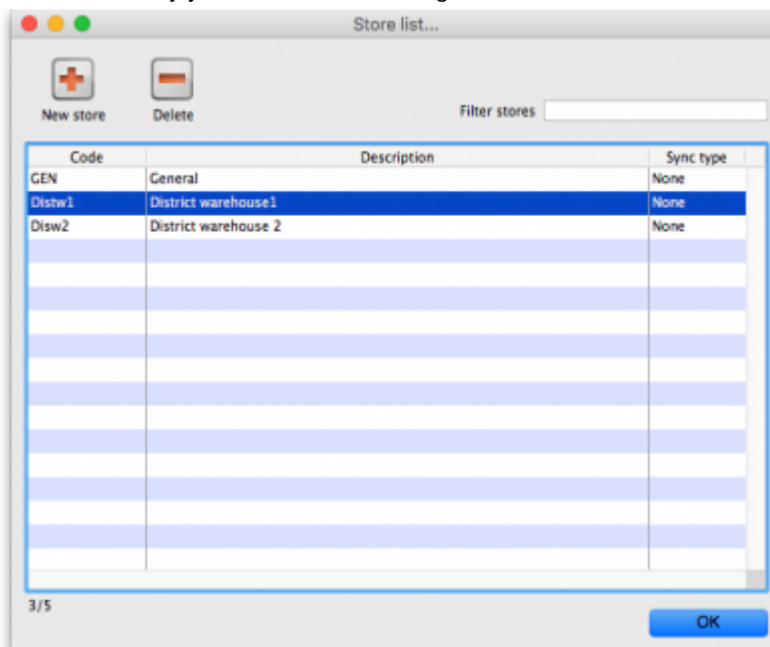 Store list...
New store Delete Filter stores
Code Description Sync type
GEN General None
Distw1 District warehouse1 None
Disw2 District warehouse 2 None
3/5
OK